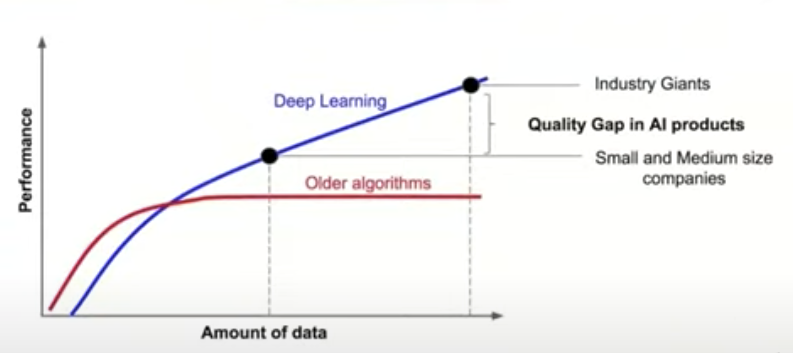 Industry Giants
Deep Learning
Quality Gap in AI products
Small and Medium size
companies
Older algorithms
Performance
Amount of data